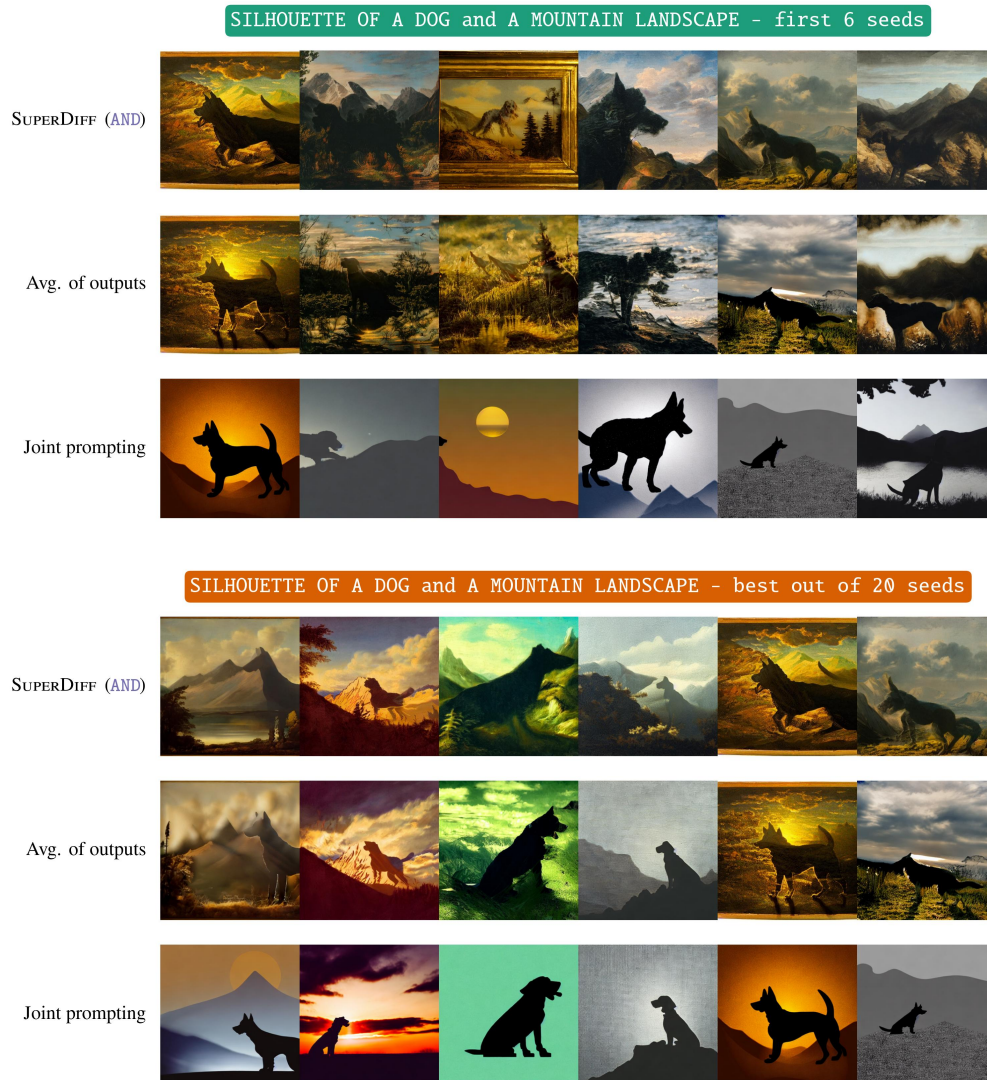 SILHOUETTE OF A DOG and A MOUNTAIN LANDSCAPE - first 6 seeds
SUPERDIFF (AND)
Avg. of outputs
Joint prompting
SILHOUETTE OF A DOG and A MOUNTAIN LANDSCAPE - best out of 20 seeds
SUPERDIFF (AND)
Avg. of outputs
Joint prompting